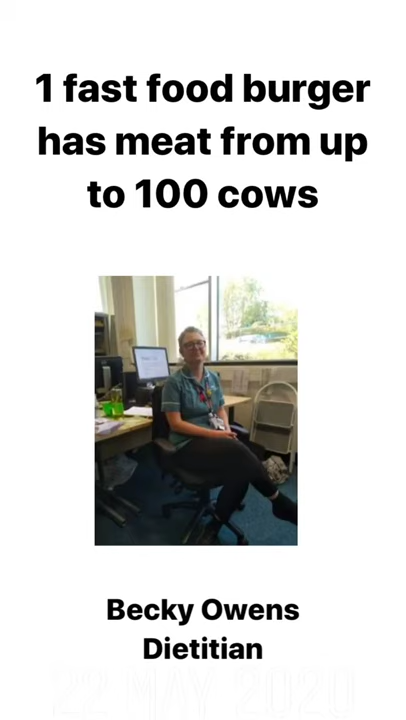 1 fast food burger
has meat from up
to 100 cows
Becky Owens
Dietitian
22 MAY 2020